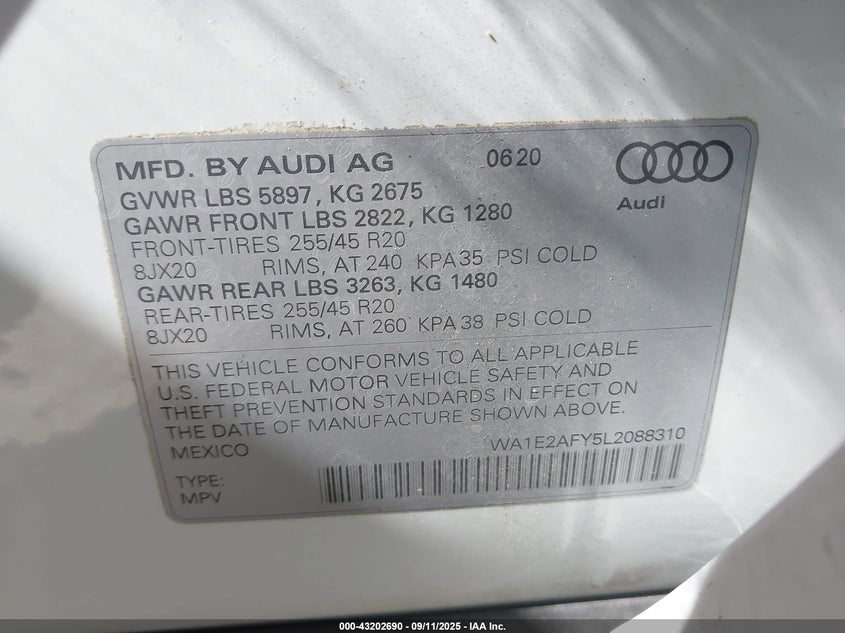 MFD. BY AUDI AG 0620
Audi
GVWR LBS 5897, KG 2675
GAWR FRONT LBS 2822, KG 1280
FRONT-TIRES 255/45 R20
8JX20 RIMS, AT 240 KPA 35 PSI COLD
GAWR REAR LBS 3263, KG 1480
REAR-TIRES 255/45 R20
8JX20 RIMS, AT 260 KPA 38 PSI COLD
THIS VEHICLE CONFORMS TO ALL APPLICABLE
U.S. FEDERAL MOTOR VEHICLE SAFETY AND
THEFT PREVENTION STANDARDS IN EFFECT ON
THE DATE OF MANUFACTURE SHOWN ABOVE.
MEXICO WA1E2AFY5L2088310
TYPE:
MPV
000-43202690 - 09/11/2025 - IAA Inc.